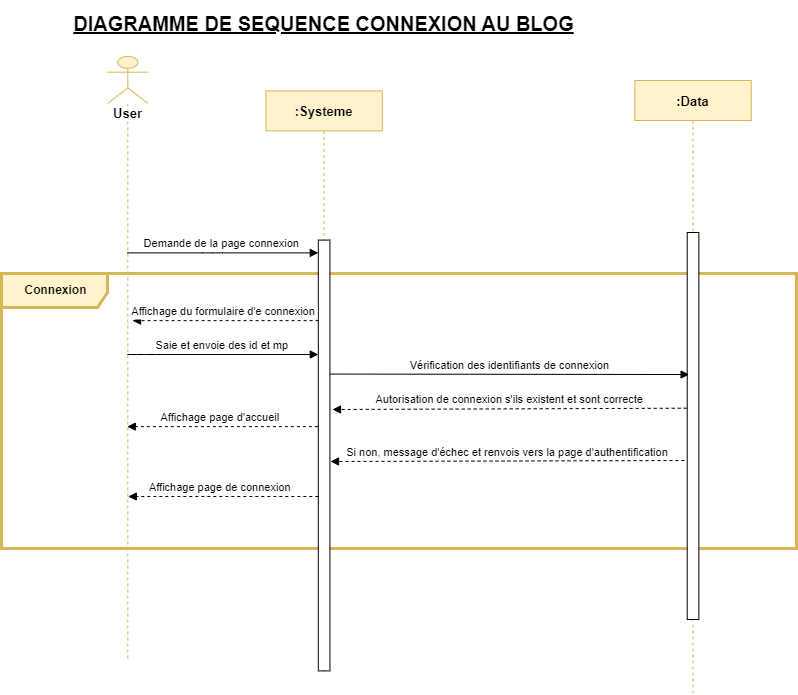 DIAGRAMME DE SEQUENCE CONNEXION AU BLOG
User
:Systeme
:Data
Demande de la page connexion
Connexion
Affichage du formulaire d'e connexion
Saie et envoie des id et mp
Vérification des identifiants de connexion
Autorisation de connexion s'ils existent et sont correcte
Affichage page d'accueil
Si non, message d'échec et renvois vers la page d'authentification
Affichage page de connexion